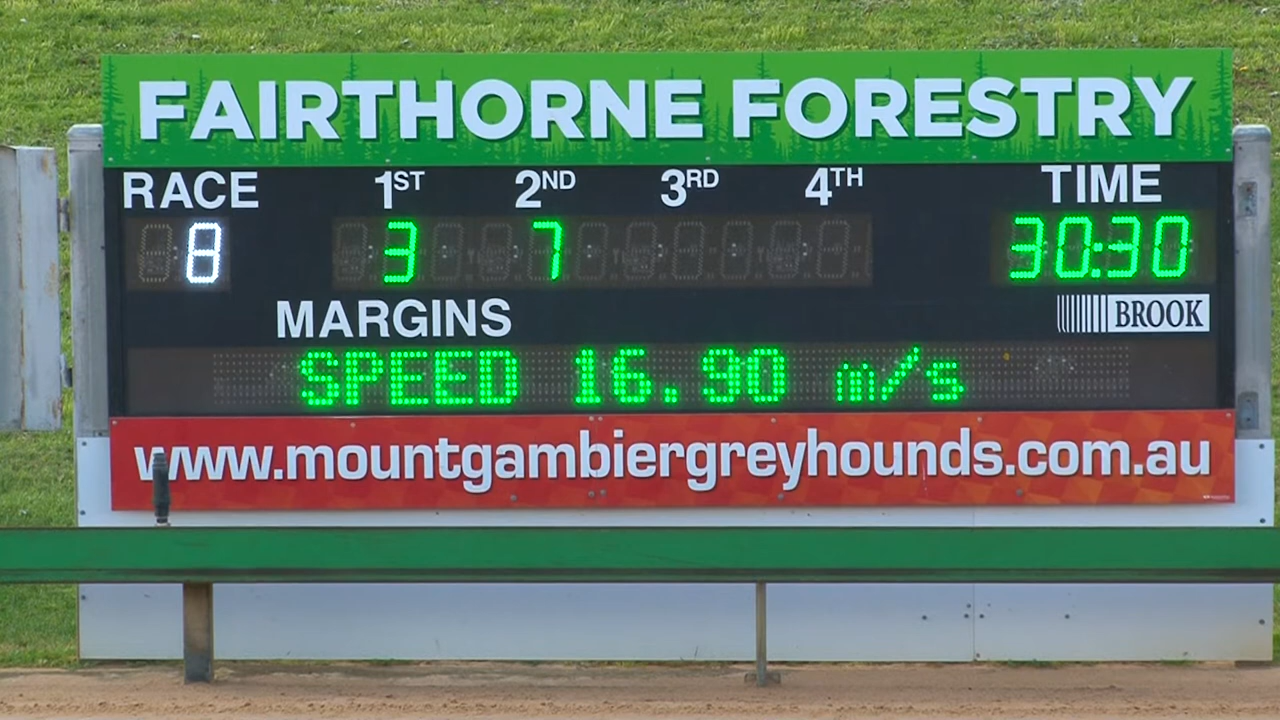 FAIRTHORNE FORESTRY
RACE 1ST 2ND 3RD 4TH TIME
8 3 7 30:30
MARGINS BROOK
SPEED 16.90 m/s
www.mountgambiergreyhounds.com.au